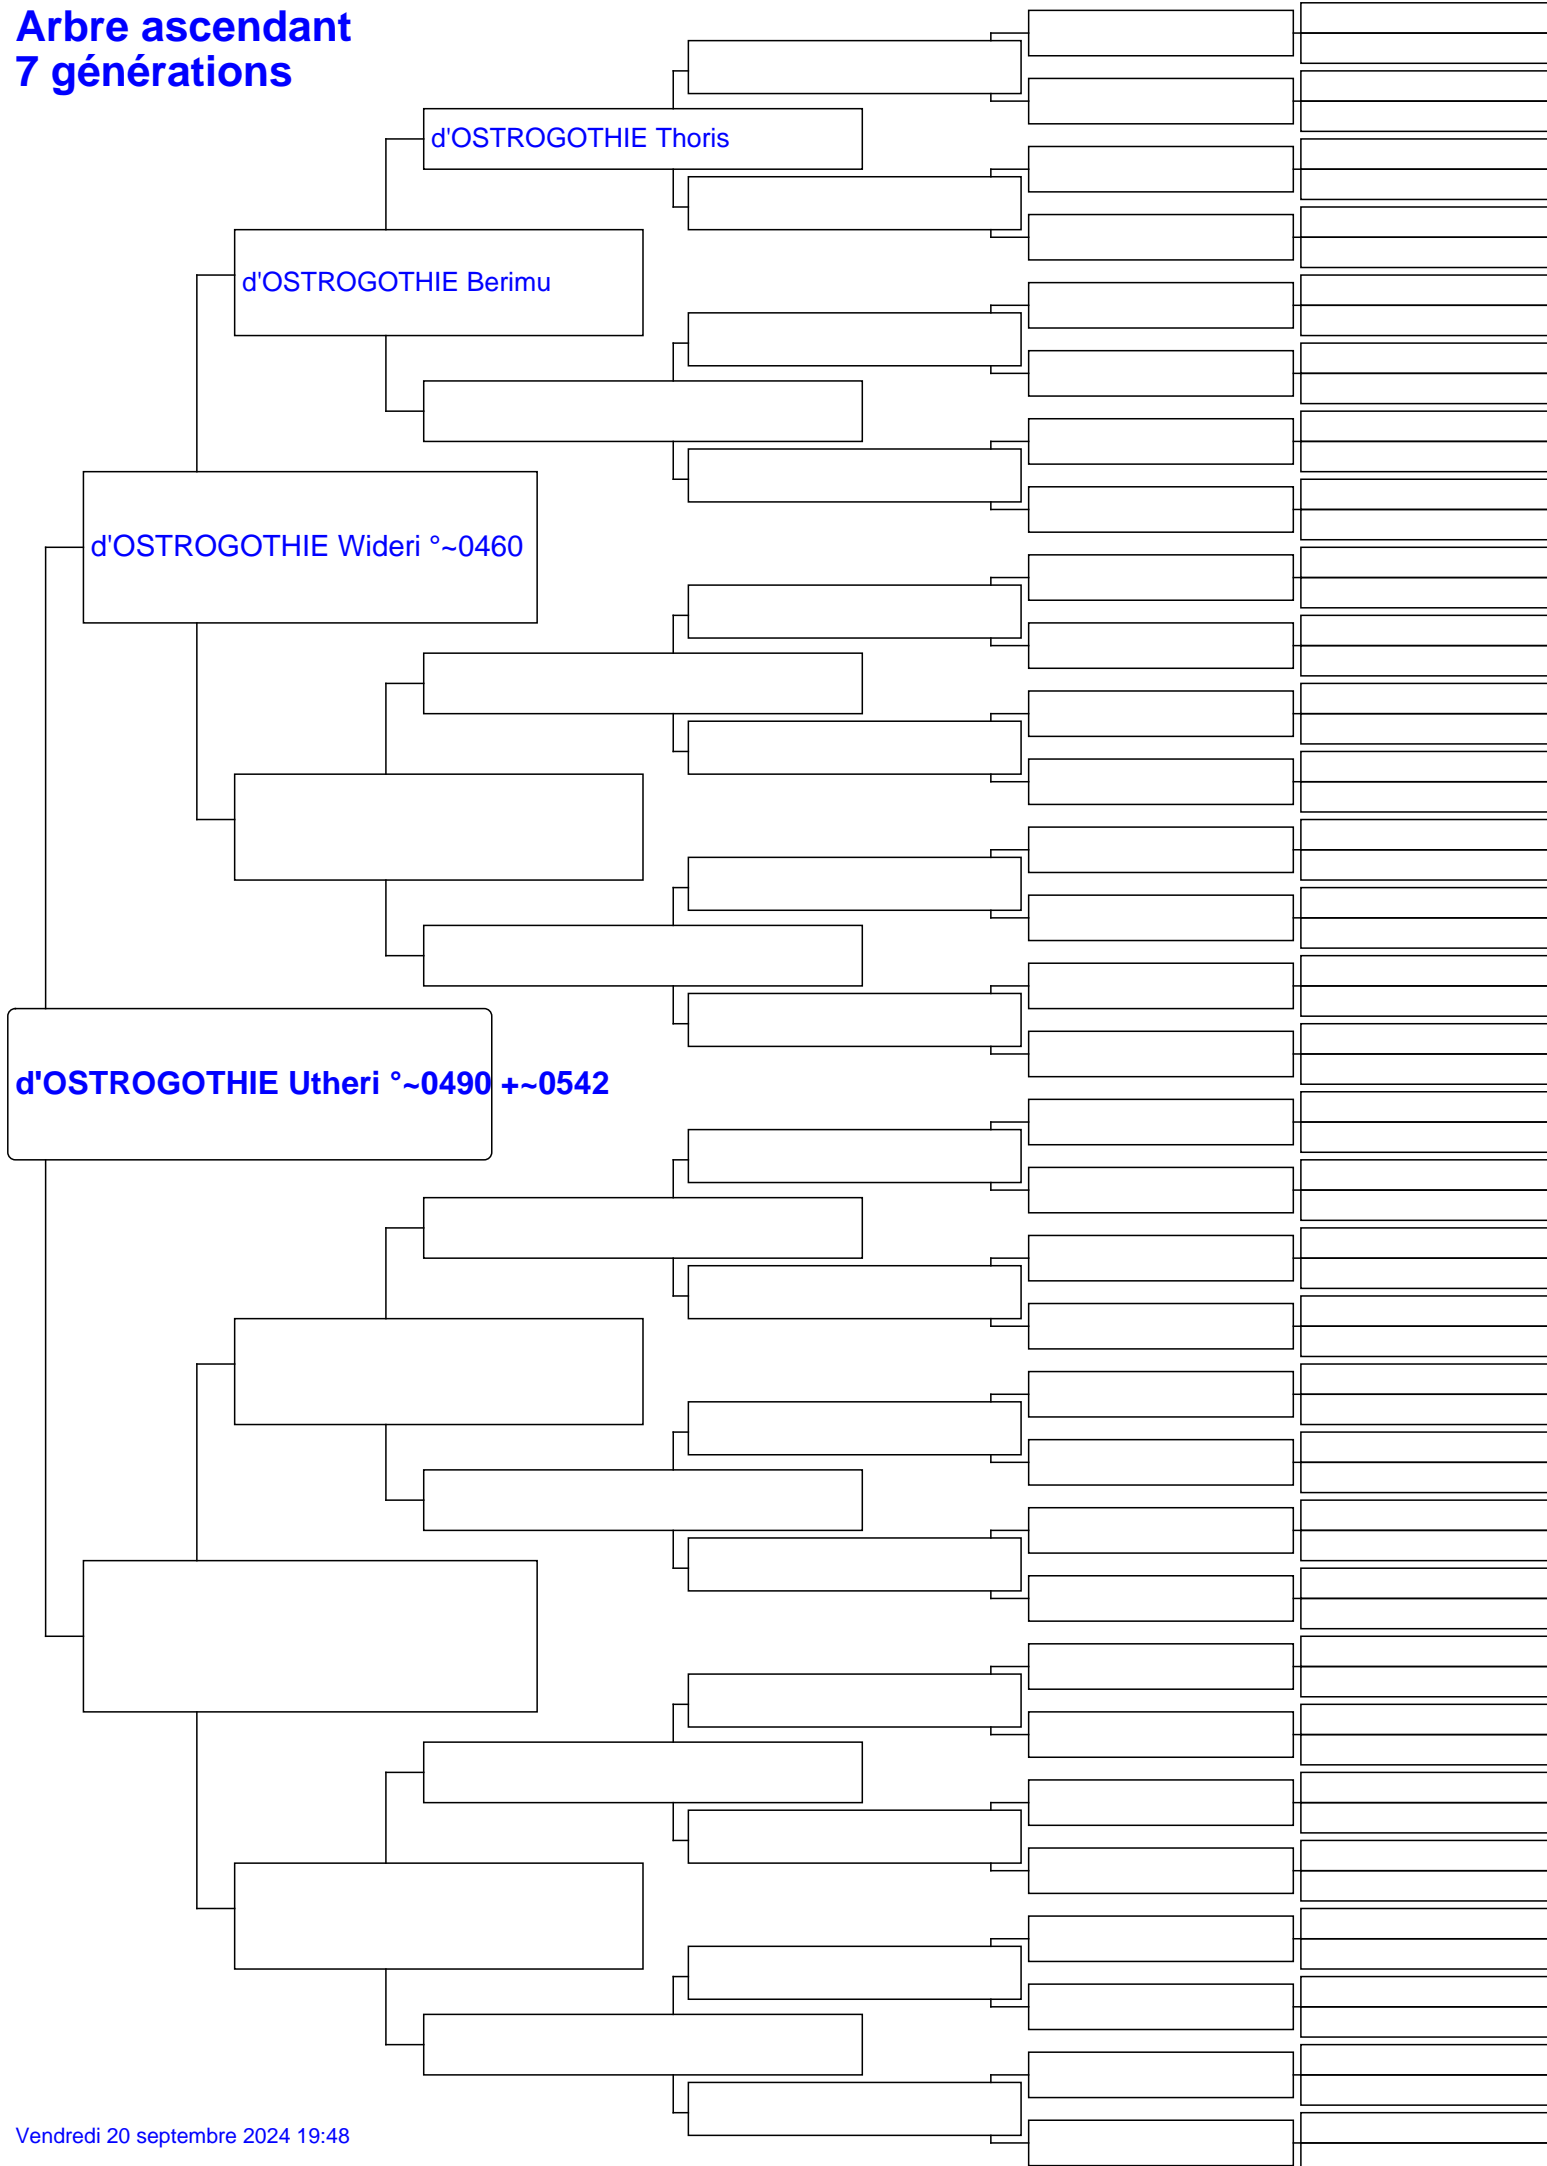 Arbre ascendant
7 générations
d'OSTROGOTHIE Thoris
d'OSTROGOTHIE Berimu
d'OSTROGOTHIE Wideri °~0460
d'OSTROGOTHIE Utheri °~0490 +~0542
Vendredi 20 septembre 2024 19:48